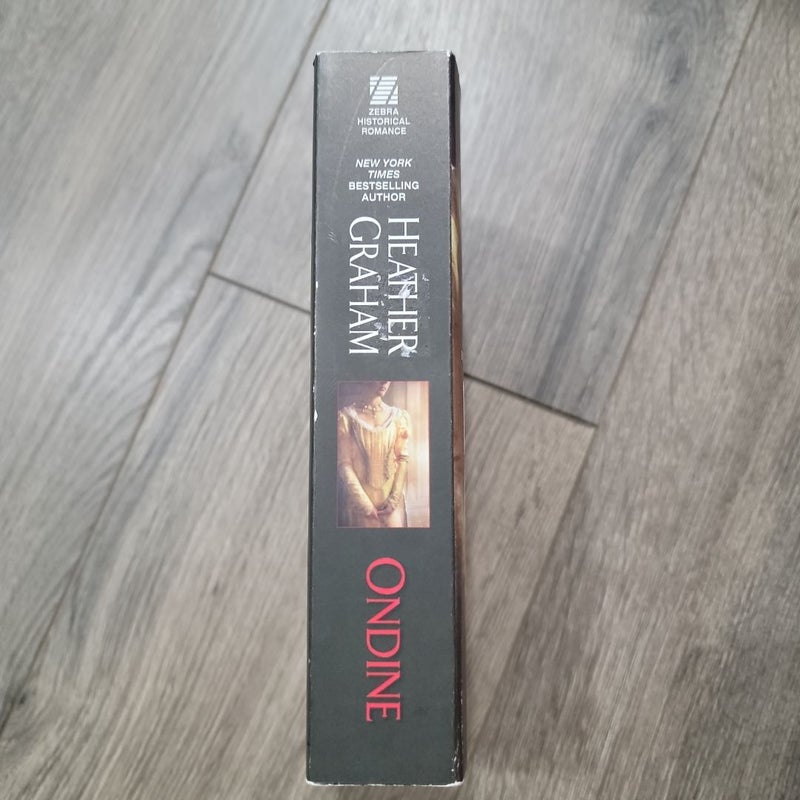 ZEBRA
HISTORICAL
ROMANCE
NEW YORK
TIMES
BESTSELLING
AUTHOR
HEATHER
GRAHAM
ONDINE